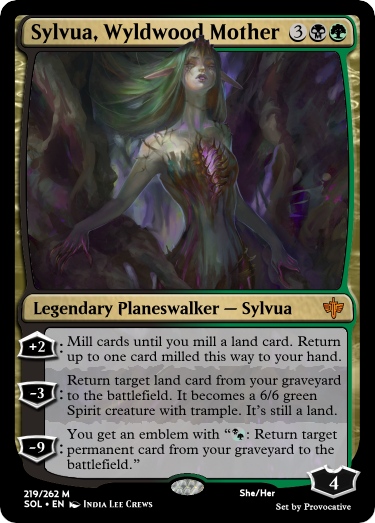 Sylvua, Wyldwood Mother 3
Legendary Planeswalker — Sylvua
+2: Mill cards until you mill a land card. Return
up to one card milled this way to your hand.
-3: Return target land card from your graveyard
to the battlefield. It becomes a 6/6 green
Spirit creature with trample. It's still a land.
-9: You get an emblem with “: Return target
permanent card from your graveyard to the
battlefield.”
4
219/262 M
SOL • EN India Lee Crews
She/Her
Set by Provocative